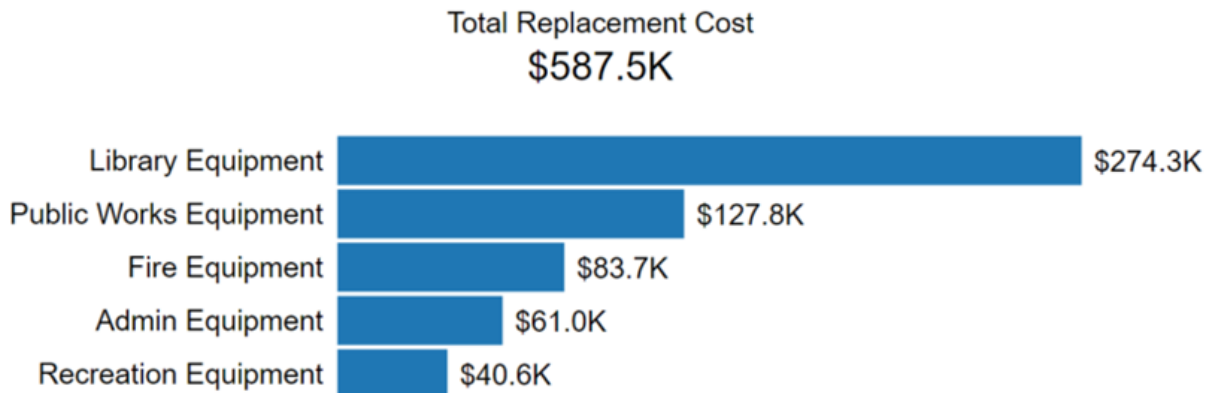 Total Replacement Cost
$587.5K
Library Equipment $274.3K
Public Works Equipment $127.8K
Fire Equipment $83.7K
Admin Equipment $61.0K
Recreation Equipment $40.6K